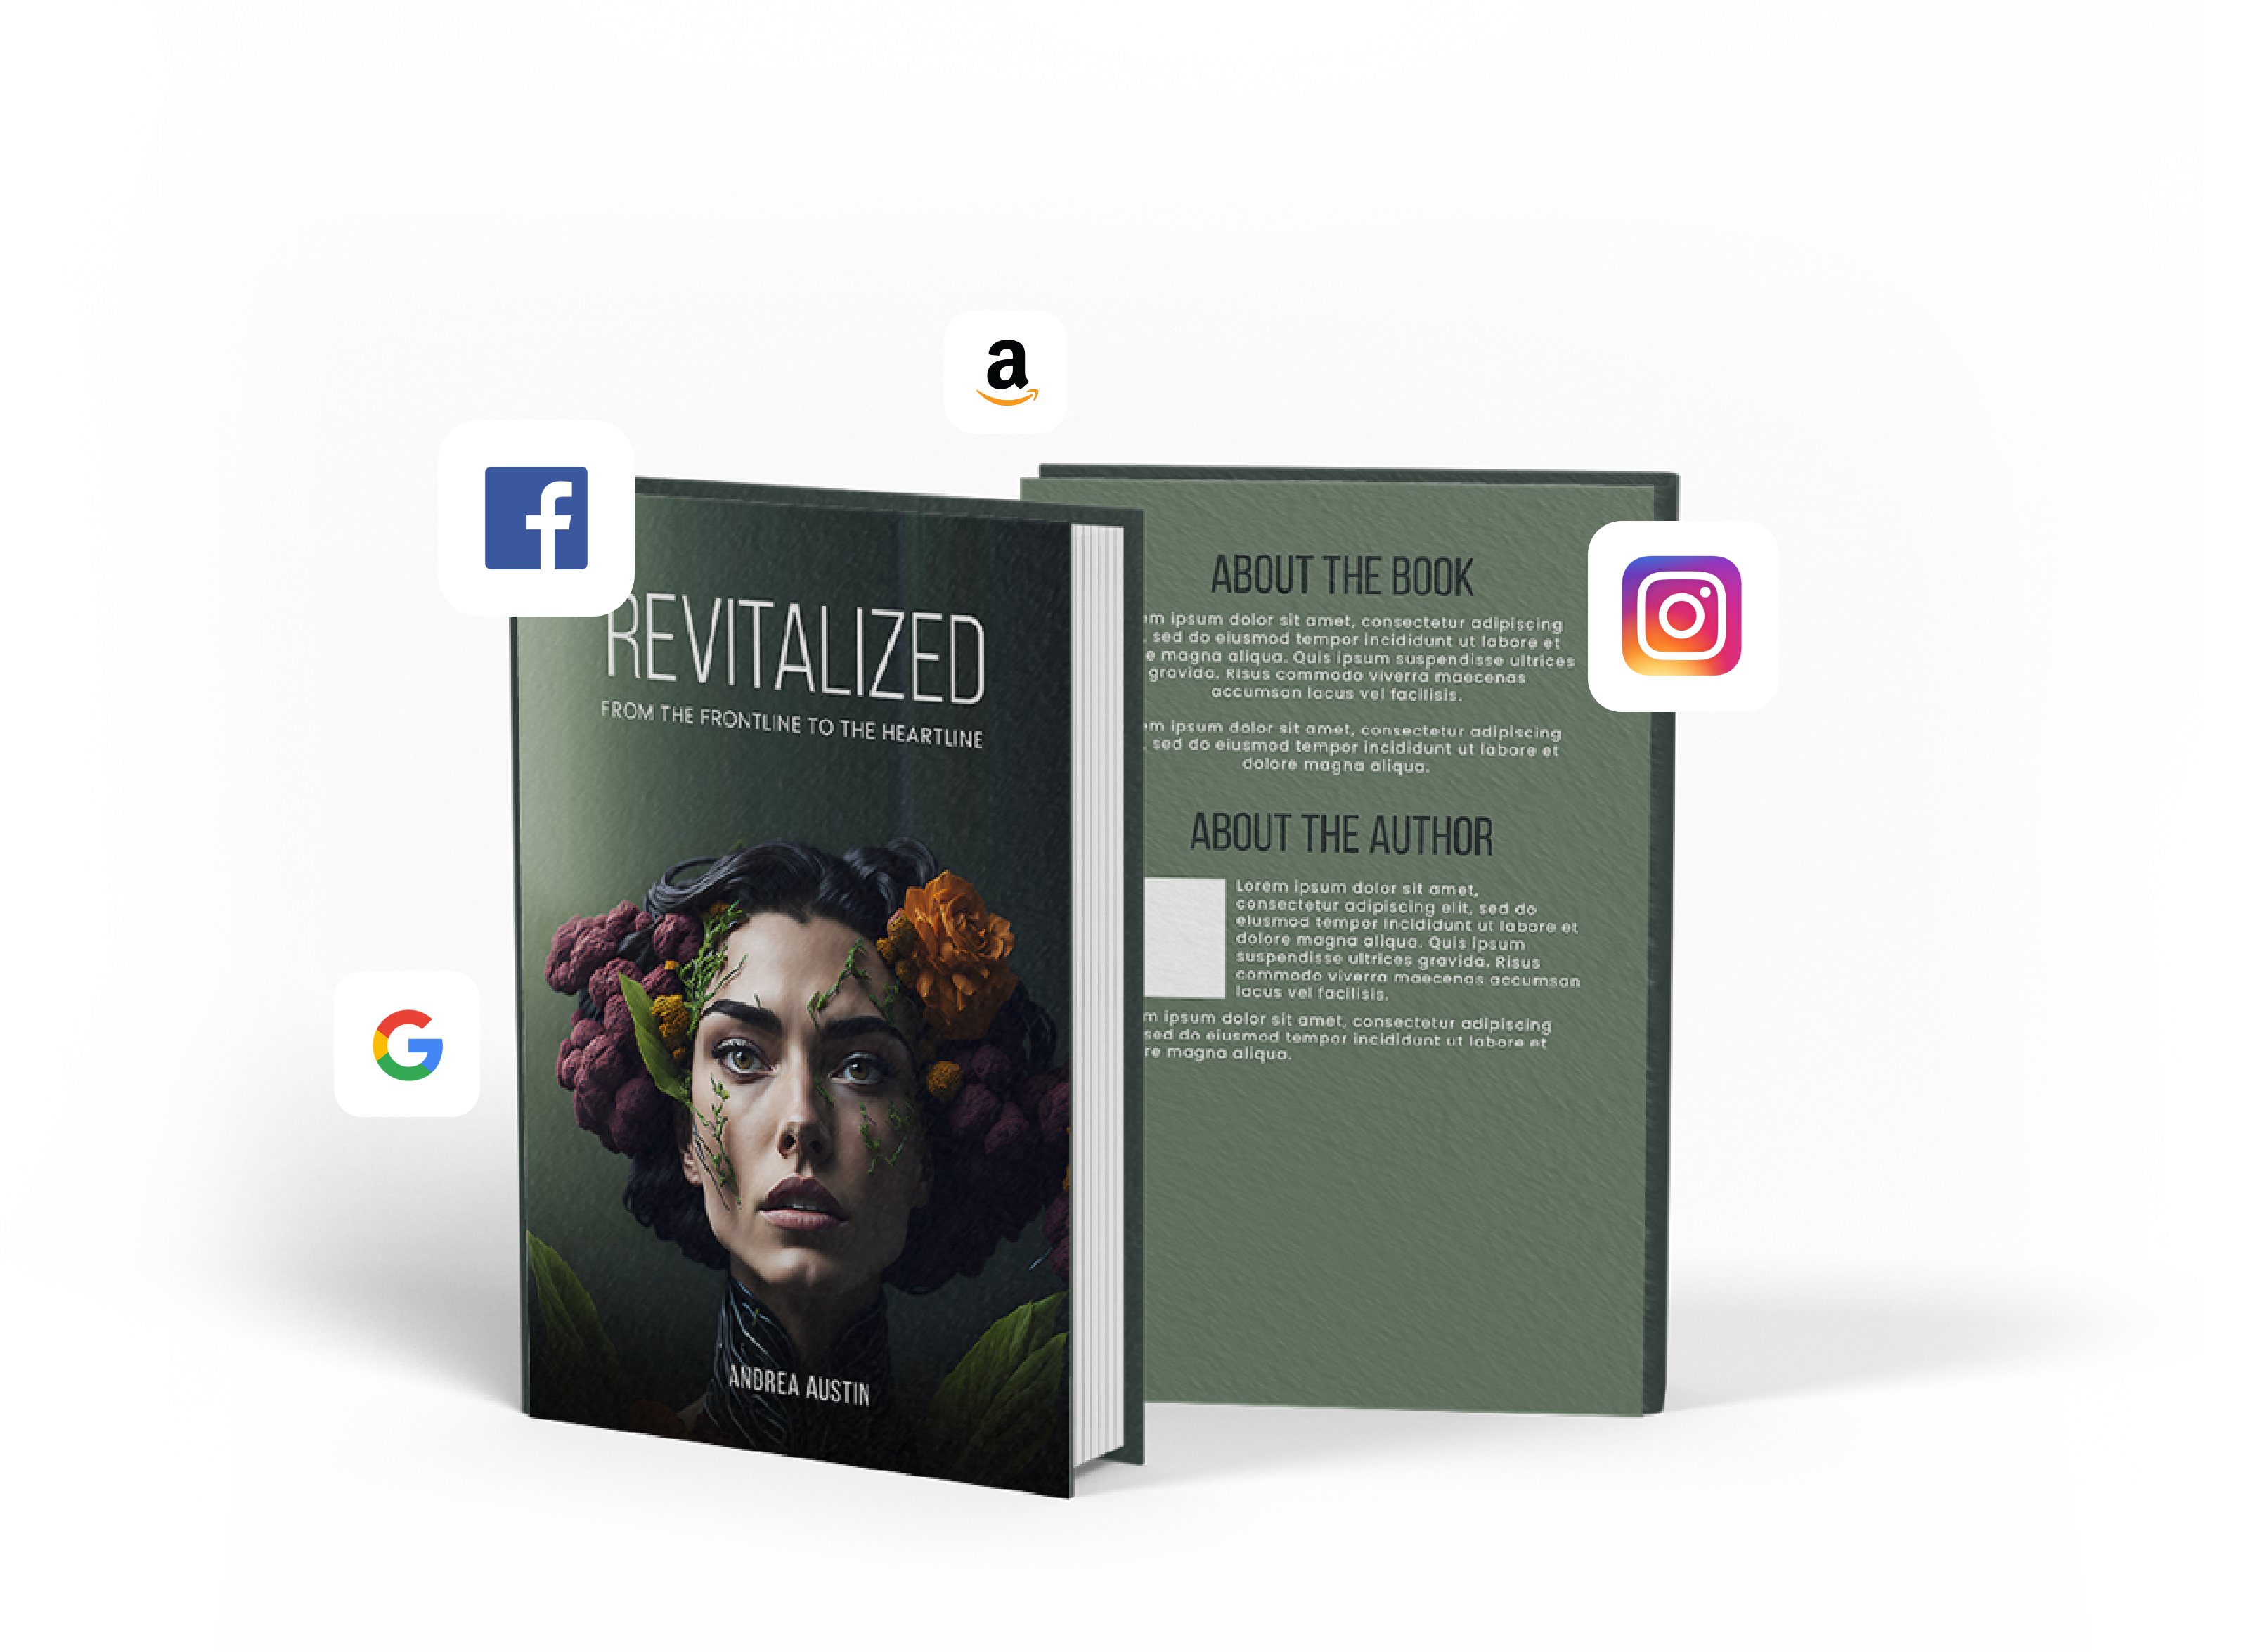 a
f
REVITALIZED
FROM THE FRONTLINE TO THE HEARTLINE
ANDREA AUSTIN
G
ABOUT THE BOOK
em ipsum dolor sit amet, consectetur adipiscing
, sed do eiusmod tempor incididunt ut labore et
e magna aliqua. Quis ipsum suspendisse ultrices
gravida. Risus commodo viverra maecenas
accumsan lacus vel facilisis.
em ipsum dolor sit amet, consectetur adipiscing
, sed do eiusmod tempor incididunt ut labore et
dolore magna aliqua.
ABOUT THE AUTHOR
Lorem ipsum dolor sit amet,
consectetur adipiscing elit, sed do
eiusmod tempor incididunt ut labore et
dolore magna aliqua. Quis ipsum
suspendisse ultrices gravida. Risus
commodo viverra maecenas accumsan
lacus vel facilisis.
m ipsum dolor sit amet, consectetur adipiscing
sed do eiusmod tempor incididunt ut labore et
re magna aliqua.